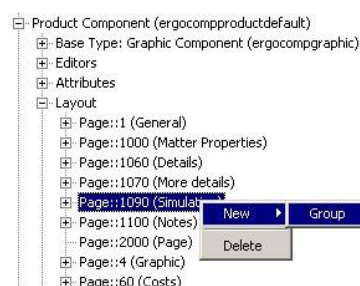 Product Component (ergocompproductdefault)
Base Type: Graphic Component (ergocompgraphic)
Editors
Attributes
Layout
Page::1 (General)
Page::1000 (Matter Properties)
Page::1060 (Details)
Page::1070 (More details)
Page::1090 (Simulation)
New Group
Page::1100 (Notes)
Page::2000 (Page)
Delete
Page::4 (Graphic)
Page::60 (Costs)